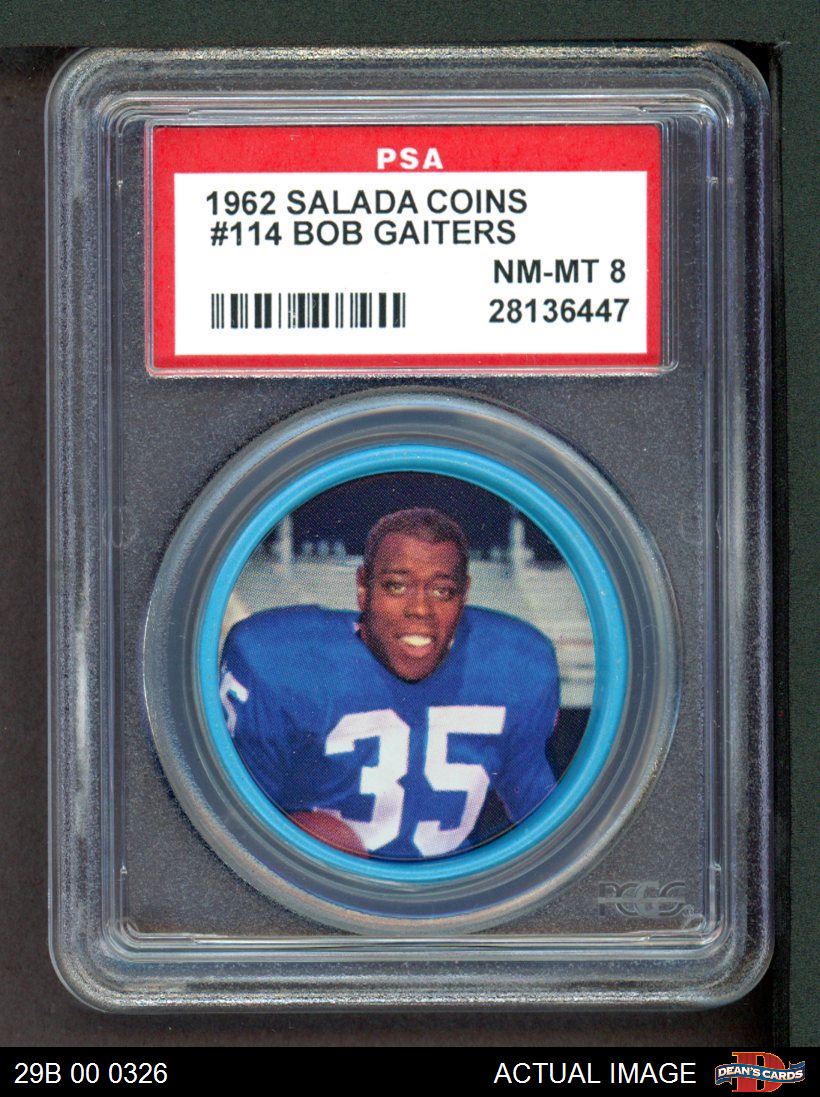 PSA
1962 SALADA COINS
#114 BOB GAITERS
NM-MT 8
28136447
5
35
PCGS
29B 00 0326
ACTUAL IMAGE
D
DEAN'S CARDS